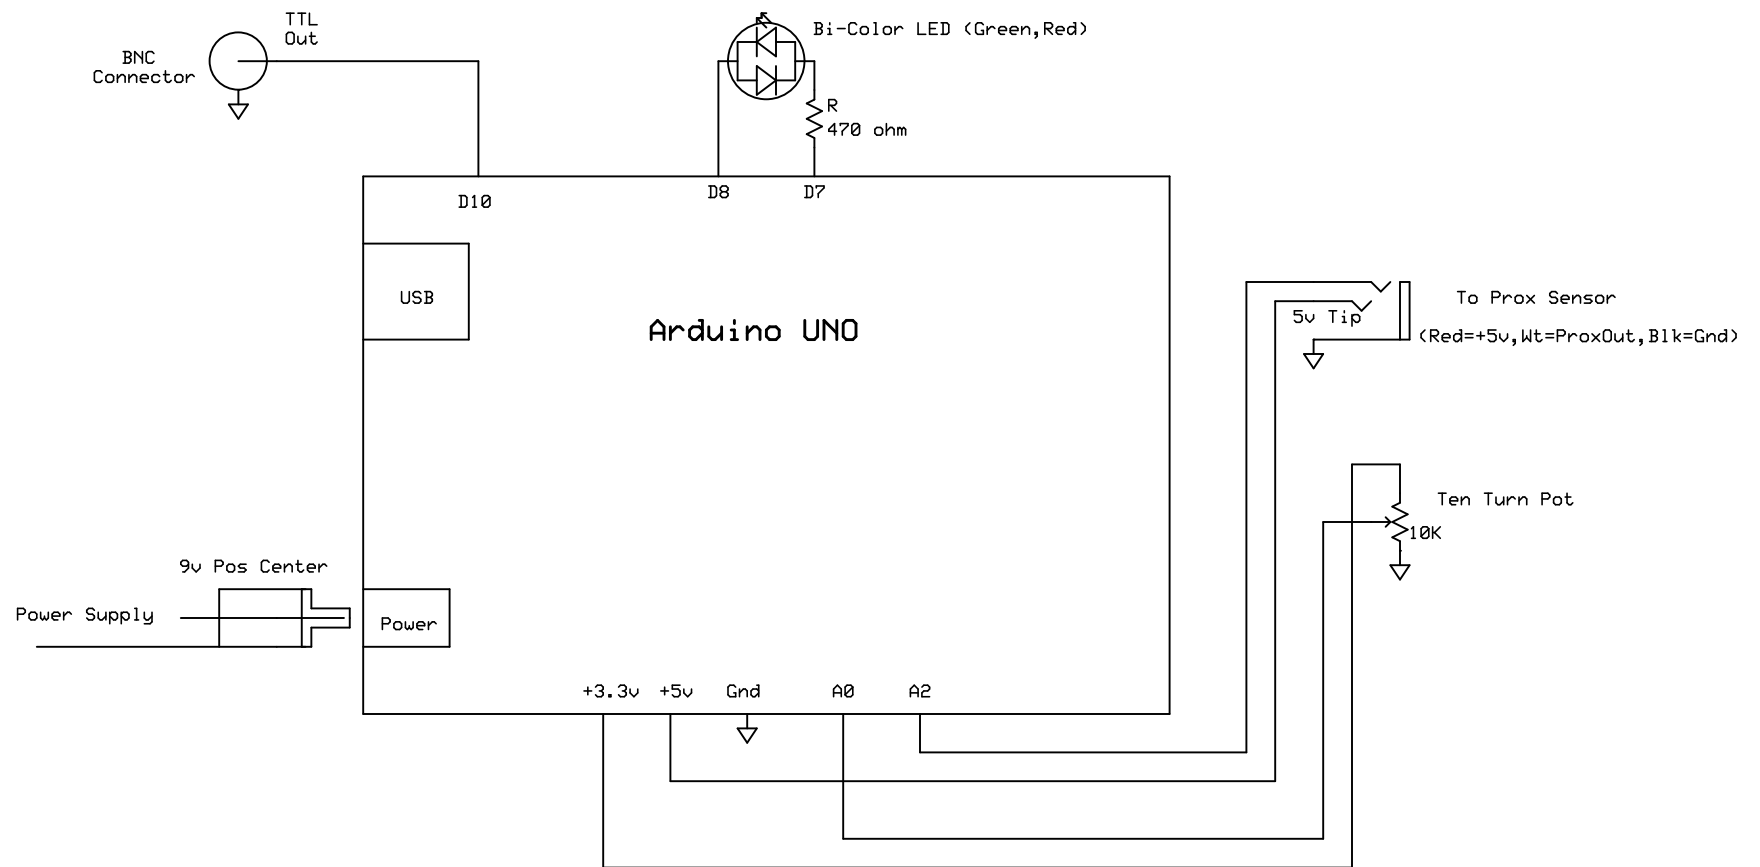 TTL
Out
BNC
Connector
Bi-Color LED (Green,Red)
R
470 ohm
D10
D8
D7
USB
Arduino UNO
To Prox Sensor
5v Tip
(Red=+5v,Wt=ProxOut,Blk=Gnd)
Ten Turn Pot
10K
9v Pos Center
Power Supply
Power
+3.3v
+5v
Gnd
A0
A2